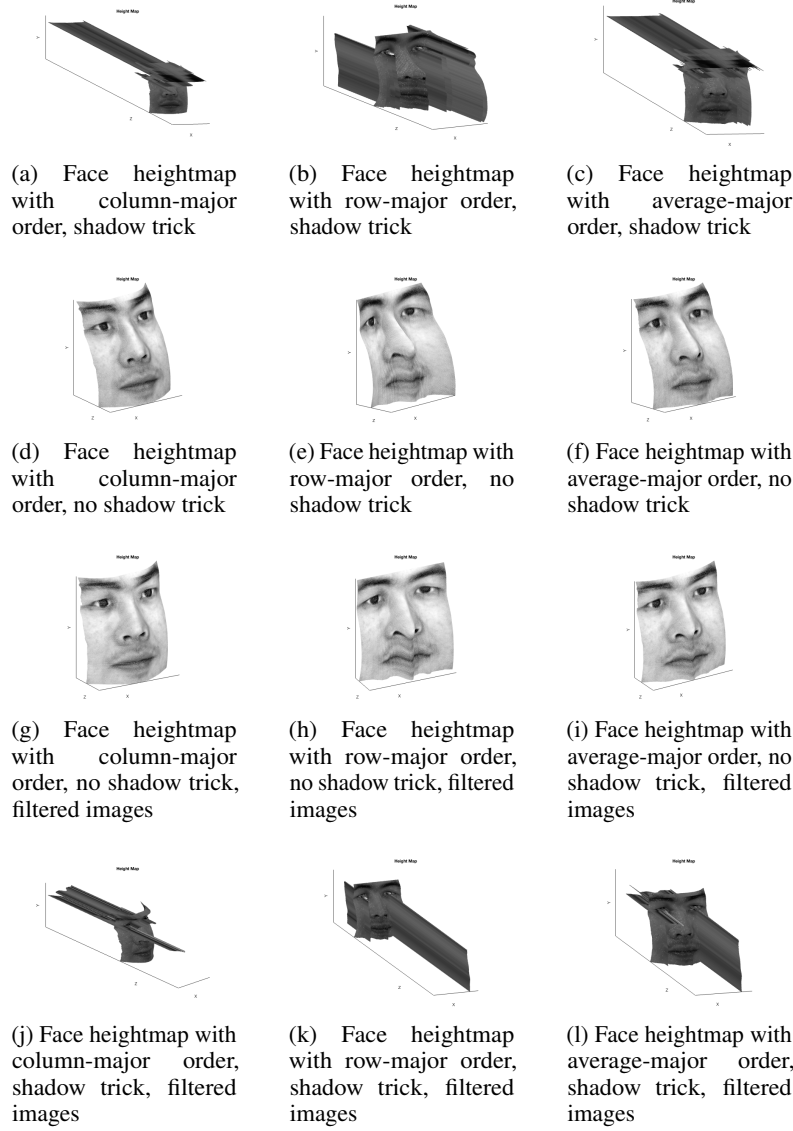 Height Map
Height Map
Height Map
Y
Z
X
Y
Z
X
Y
Z
X
(a) Face heightmap
with column-major
order, shadow trick
(b) Face heightmap
with row-major order,
shadow trick
(c) Face heightmap
with average-major
order, shadow trick
Height Map
Height Map
Height Map
Y
Z
X
Y
Z
X
Y
Z
X
(d) Face heightmap
with column-major
order, no shadow trick
(e) Face heightmap with
row-major order, no
shadow trick
(f) Face heightmap with
average-major order, no
shadow trick
Height Map
Height Map
Height Map
Y
Z
X
Y
Z
X
Y
Z
X
(g) Face heightmap
with column-major
order, no shadow trick,
filtered images
(h) Face heightmap
with row-major order,
no shadow trick, filtered
images
(i) Face heightmap with
average-major order, no
shadow trick, filtered
images
Height Map
Height Map
Height Map
Y
Z
X
Y
Z
X
Y
Z
X
(j) Face heightmap with
column-major order,
shadow trick, filtered
images
(k) Face heightmap
with row-major order,
shadow trick, filtered
images
(l) Face heightmap with
average-major order,
shadow trick, filtered
images